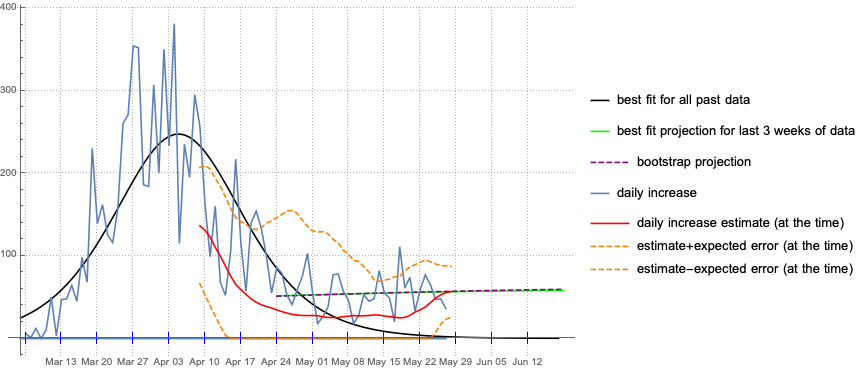 400
300
200
100
Mar 13 Mar 20 Mar 27 Apr 03 Apr 10 Apr 17 Apr 24 May 01 May 08 May 15 May 22 May 29 Jun 05 Jun 12
best fit for all past data
best fit projection for last 3 weeks of data
bootstrap projection
daily increase
daily increase estimate (at the time)
estimate+expected error (at the time)
estimate−expected error (at the time)